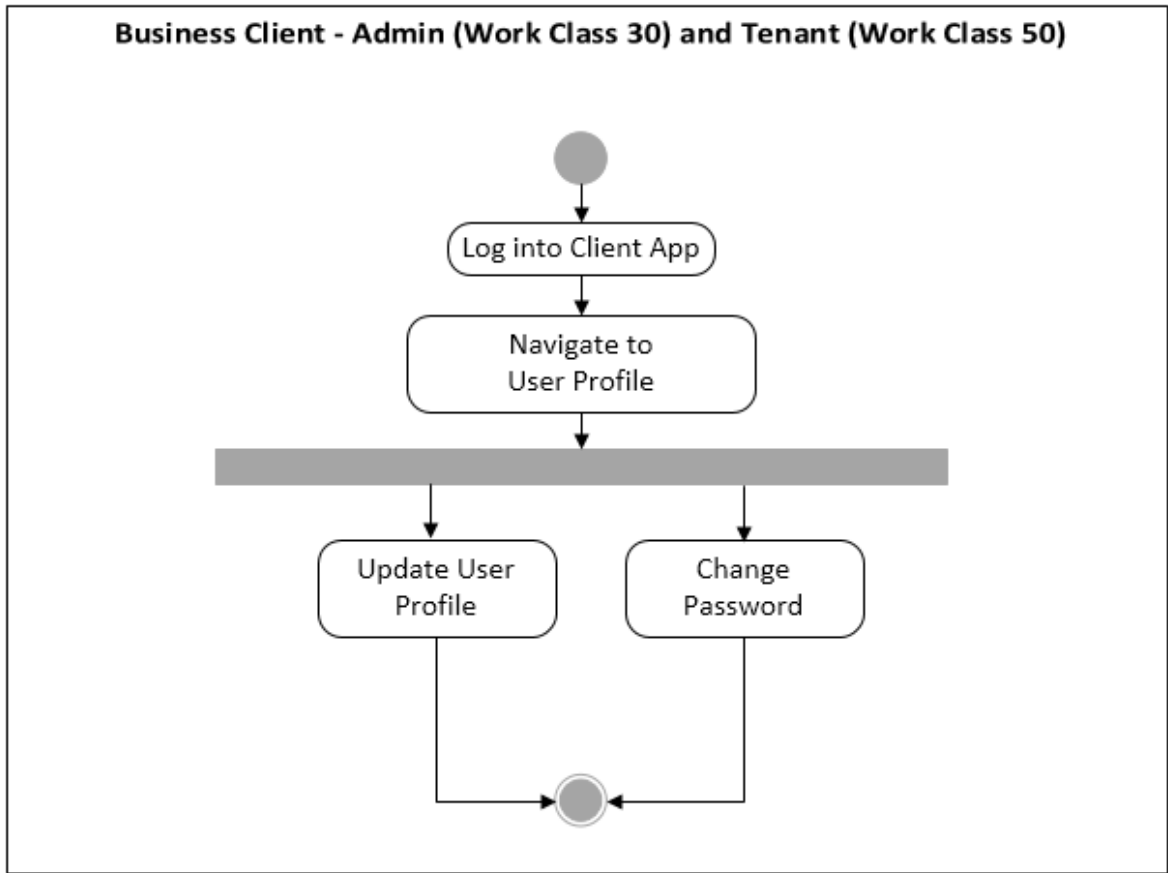 Business Client - Admin (Work Class 30) and Tenant (Work Class 50)
Log into Client App
Navigate to
User Profile
Update User
Profile
Change
Password